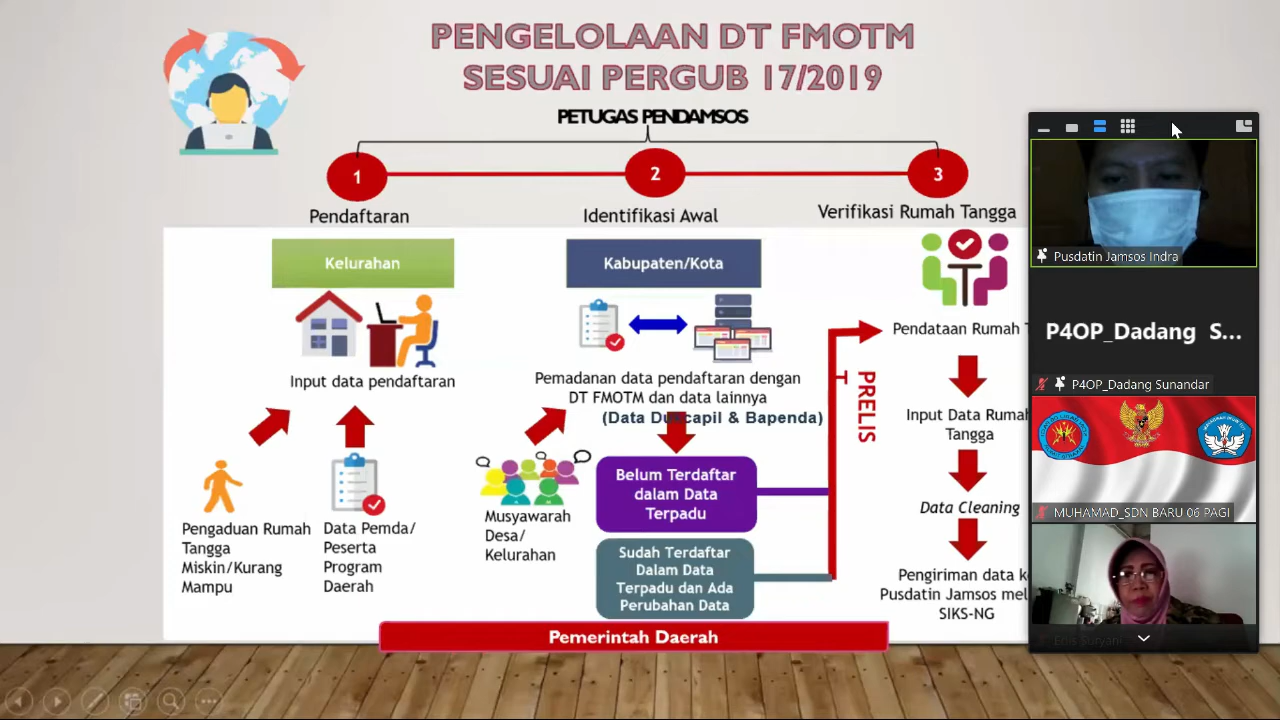 PENGELOLAAN DT FMOTM
SESUAI PERGUB 17/2019
PETUGAS PENDAMSOS
1
2
3
Pendaftaran
Identifikasi Awal
Verifikasi Rumah Tangga
Kelurahan
Kabupaten/Kota
Input data pendaftaran
Pemadanan data pendaftaran dengan
DT FMOTM dan data lainnya
(Data Duscapil & Bapenda)
Pengaduan Rumah
Tangga
Miskin/Kurang
Mampu
Data Pemda/
Peserta
Program
Daerah
Musyawarah
Desa/
Kelurahan
Belum Terdaftar
dalam Data
Terpadu
Sudah Terdaftar
Dalam Data
Terpadu dan Ada
Perubahan Data
PRELIS
Pendataan Rumah T
Input Data Rumah
Tangga
Data Cleaning
Pengiriman data k
Pusdatin Jamsos mel
SIKS-NG
Pemerintah Daerah
Pusdatin Jamsos Indra
P4OP_Dadang S...
P4OP_Dadang Sunandar
MUHAMAD_SDN BARU 06 PAGI